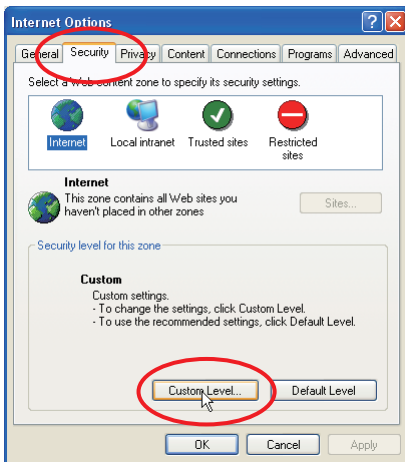 Internet Options
General Security Privacy Content Connections Programs Advanced
Select a Web content zone to specify its security settings.
Internet Local intranet Trusted sites Restricted sites
Internet
This zone contains all Web sites you
haven't placed in other zones
Sites...
Security level for this zone
Custom
Custom settings.
- To change the settings, click Custom Level.
- To use the recommended settings, click Default Level.
Custom Level... Default Level
OK Cancel Apply